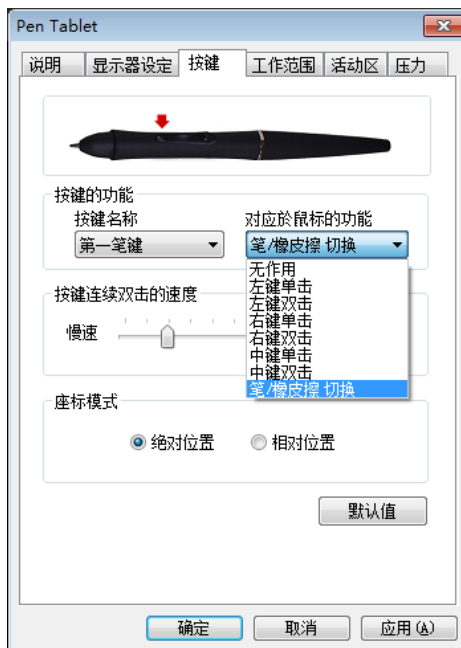 Pen Tablet
说明 显示器设定 按键 工作范围 活动区 压力
按键的功能
按键名称 对应於鼠标的功能
第一笔键 笔/橡皮擦 切换
无作用
左键单击
左键双击
右键单击
右键双击
中键单击
中键双击
笔/橡皮擦 切换
按键连续双击的速度
慢速
座标模式
绝对位置 相对位置
默认值
确定 取消 应用(A)